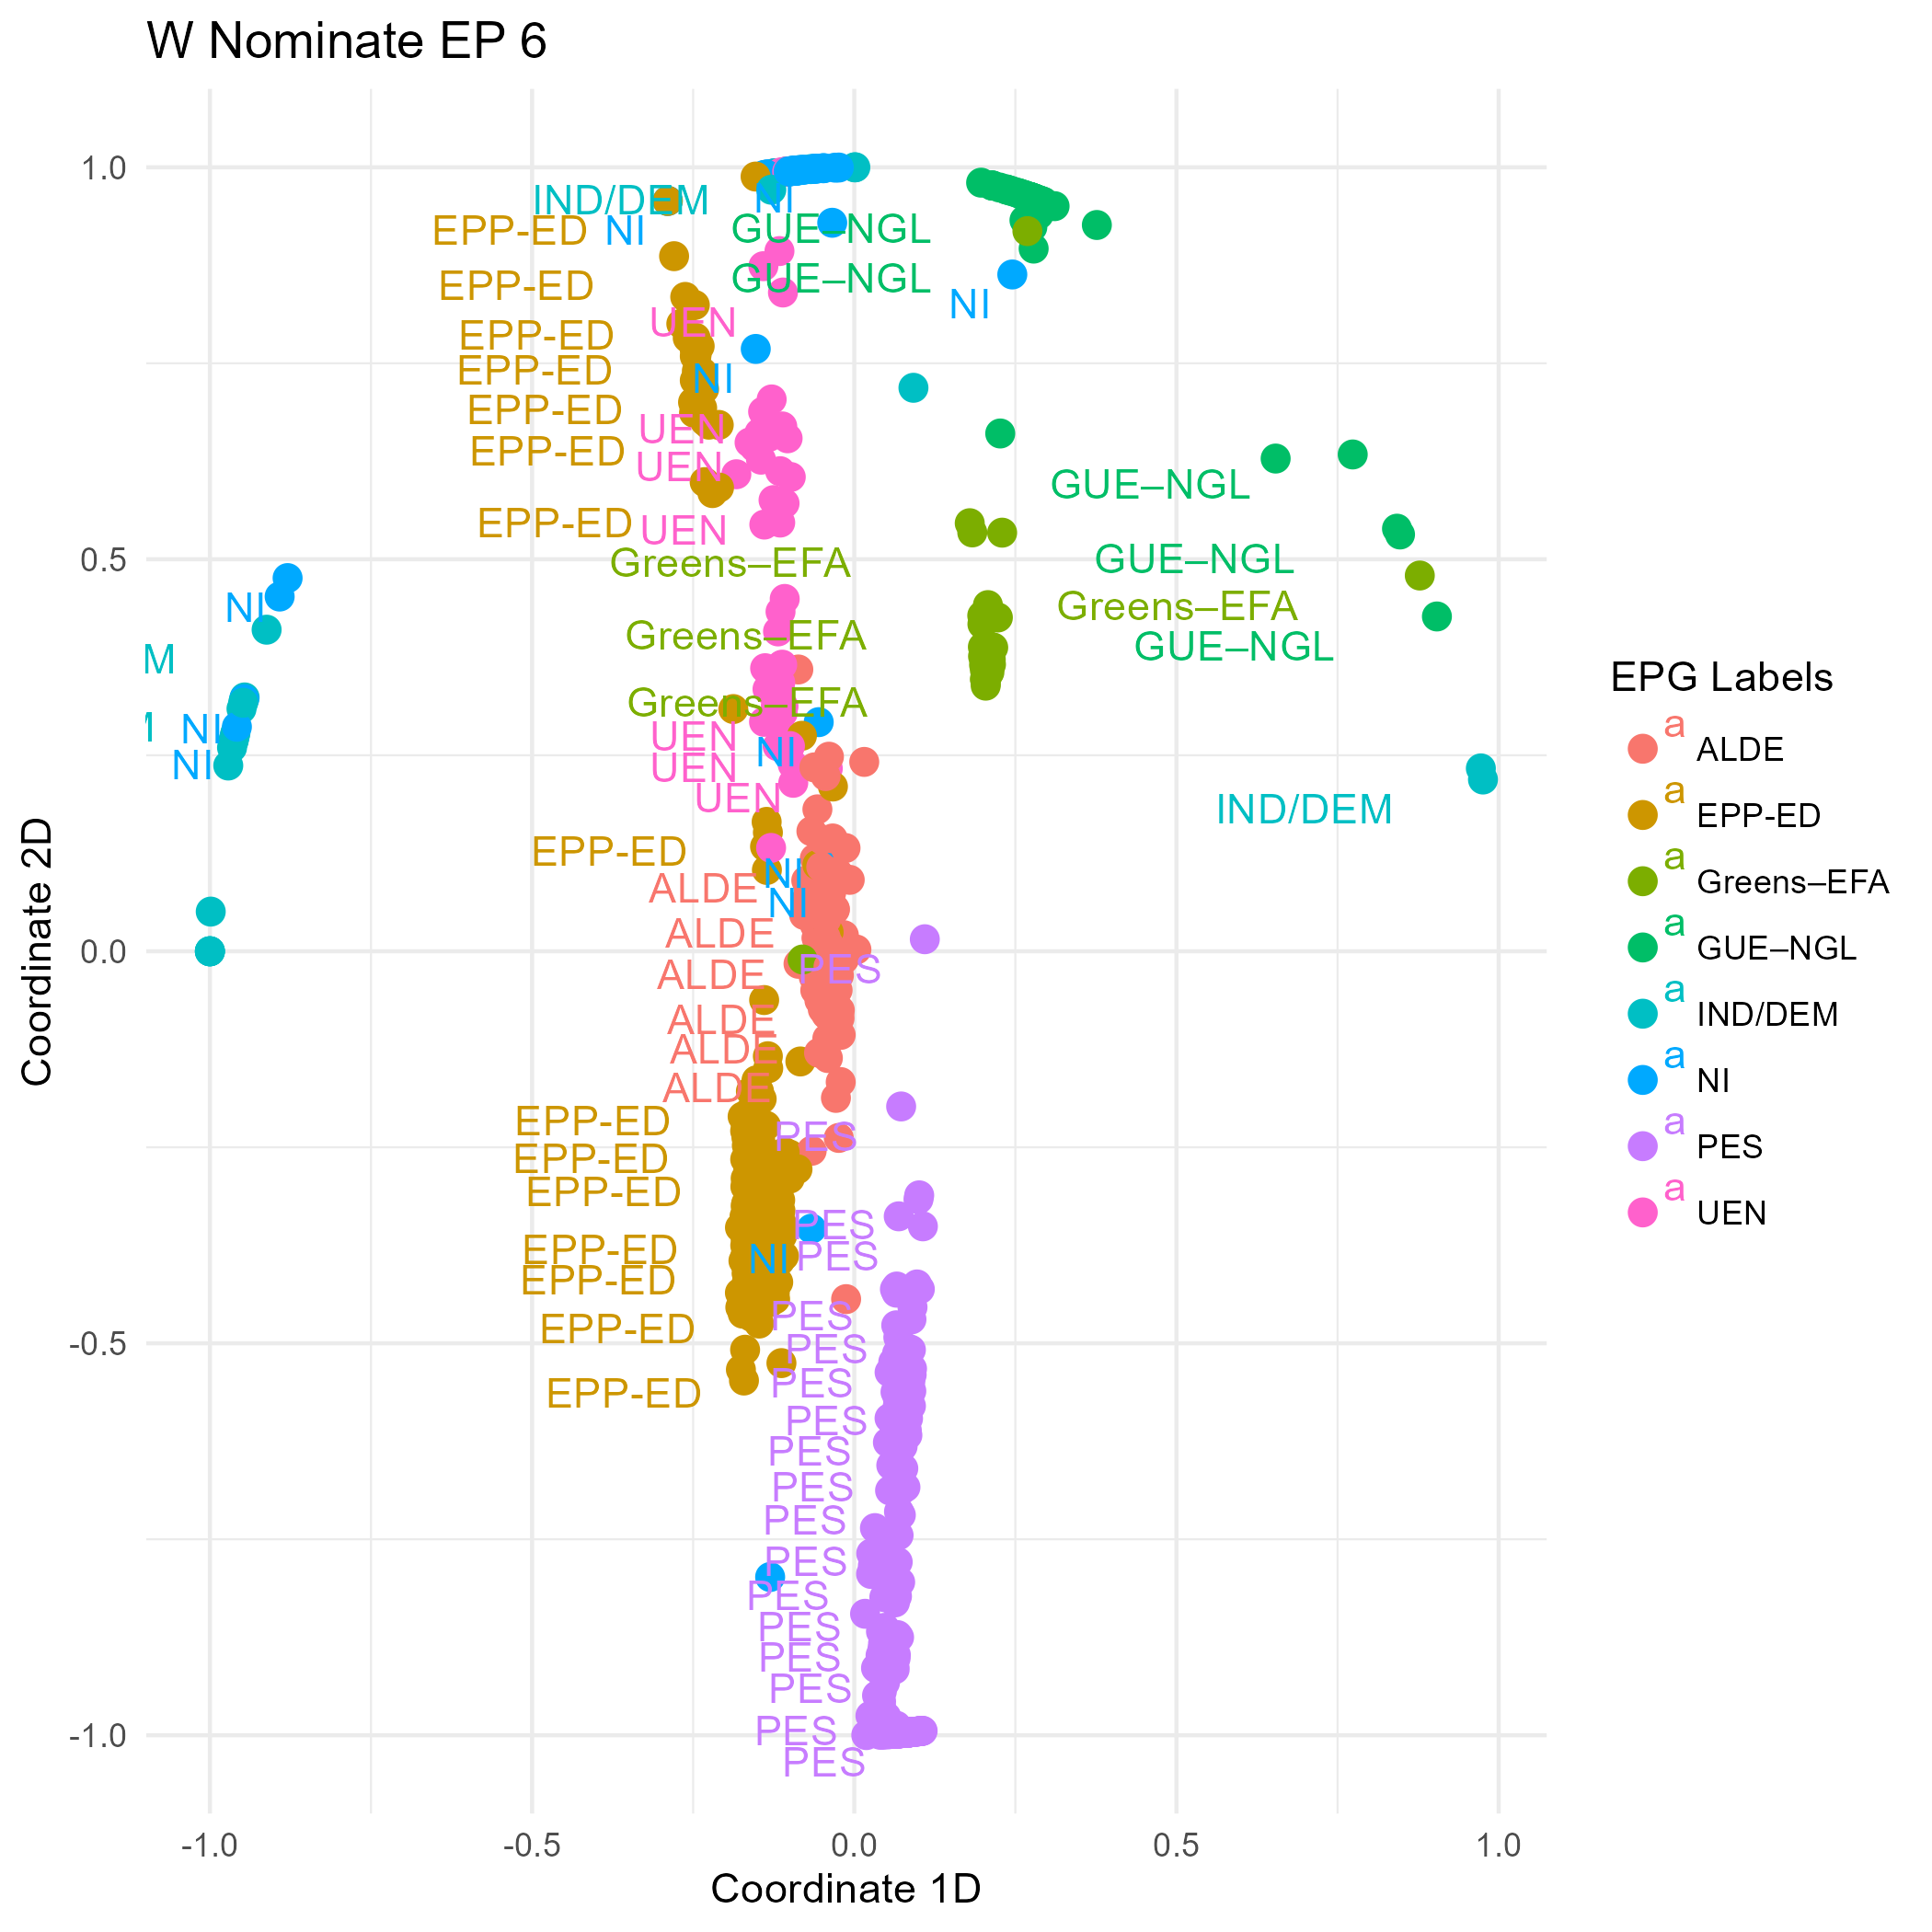 W Nominate EP 6
1.0
IND/DEM
NI
EPP-ED
NI
GUE–NGL
EPP-ED
GUE–NGL
NI
UEN
EPP-ED
EPP-ED
NI
EPP-ED
UEN
EPP-ED
UEN
GUE–NGL
EPP-ED
UEN
0.5
Greens–EFA
GUE–NGL
NI
Greens–EFA
Greens–EFA
GUE–NGL
M
Greens–EFA
NI
UEN
NI
NI
UEN
UEN
IND/DEM
EPP-ED
NI
ALDE
NI
ALDE
0.0
PES
ALDE
ALDE
ALDE
ALDE
EPP-ED
PES
EPP-ED
EPP-ED
PES
EPP-ED
PES
NI
EPP-ED
PES
EPP-ED
-0.5
PES
PES
EPP-ED
PES
PES
PES
PES
PES
PES
PES
PES
PES
PES
-1.0
PES
-1.0
-0.5
0.0
0.5
1.0
Coordinate 1D
Coordinate 2D
EPG Labels
a
ALDE
a
EPP-ED
a
Greens–EFA
a
GUE–NGL
a
IND/DEM
a
NI
a
PES
a
UEN